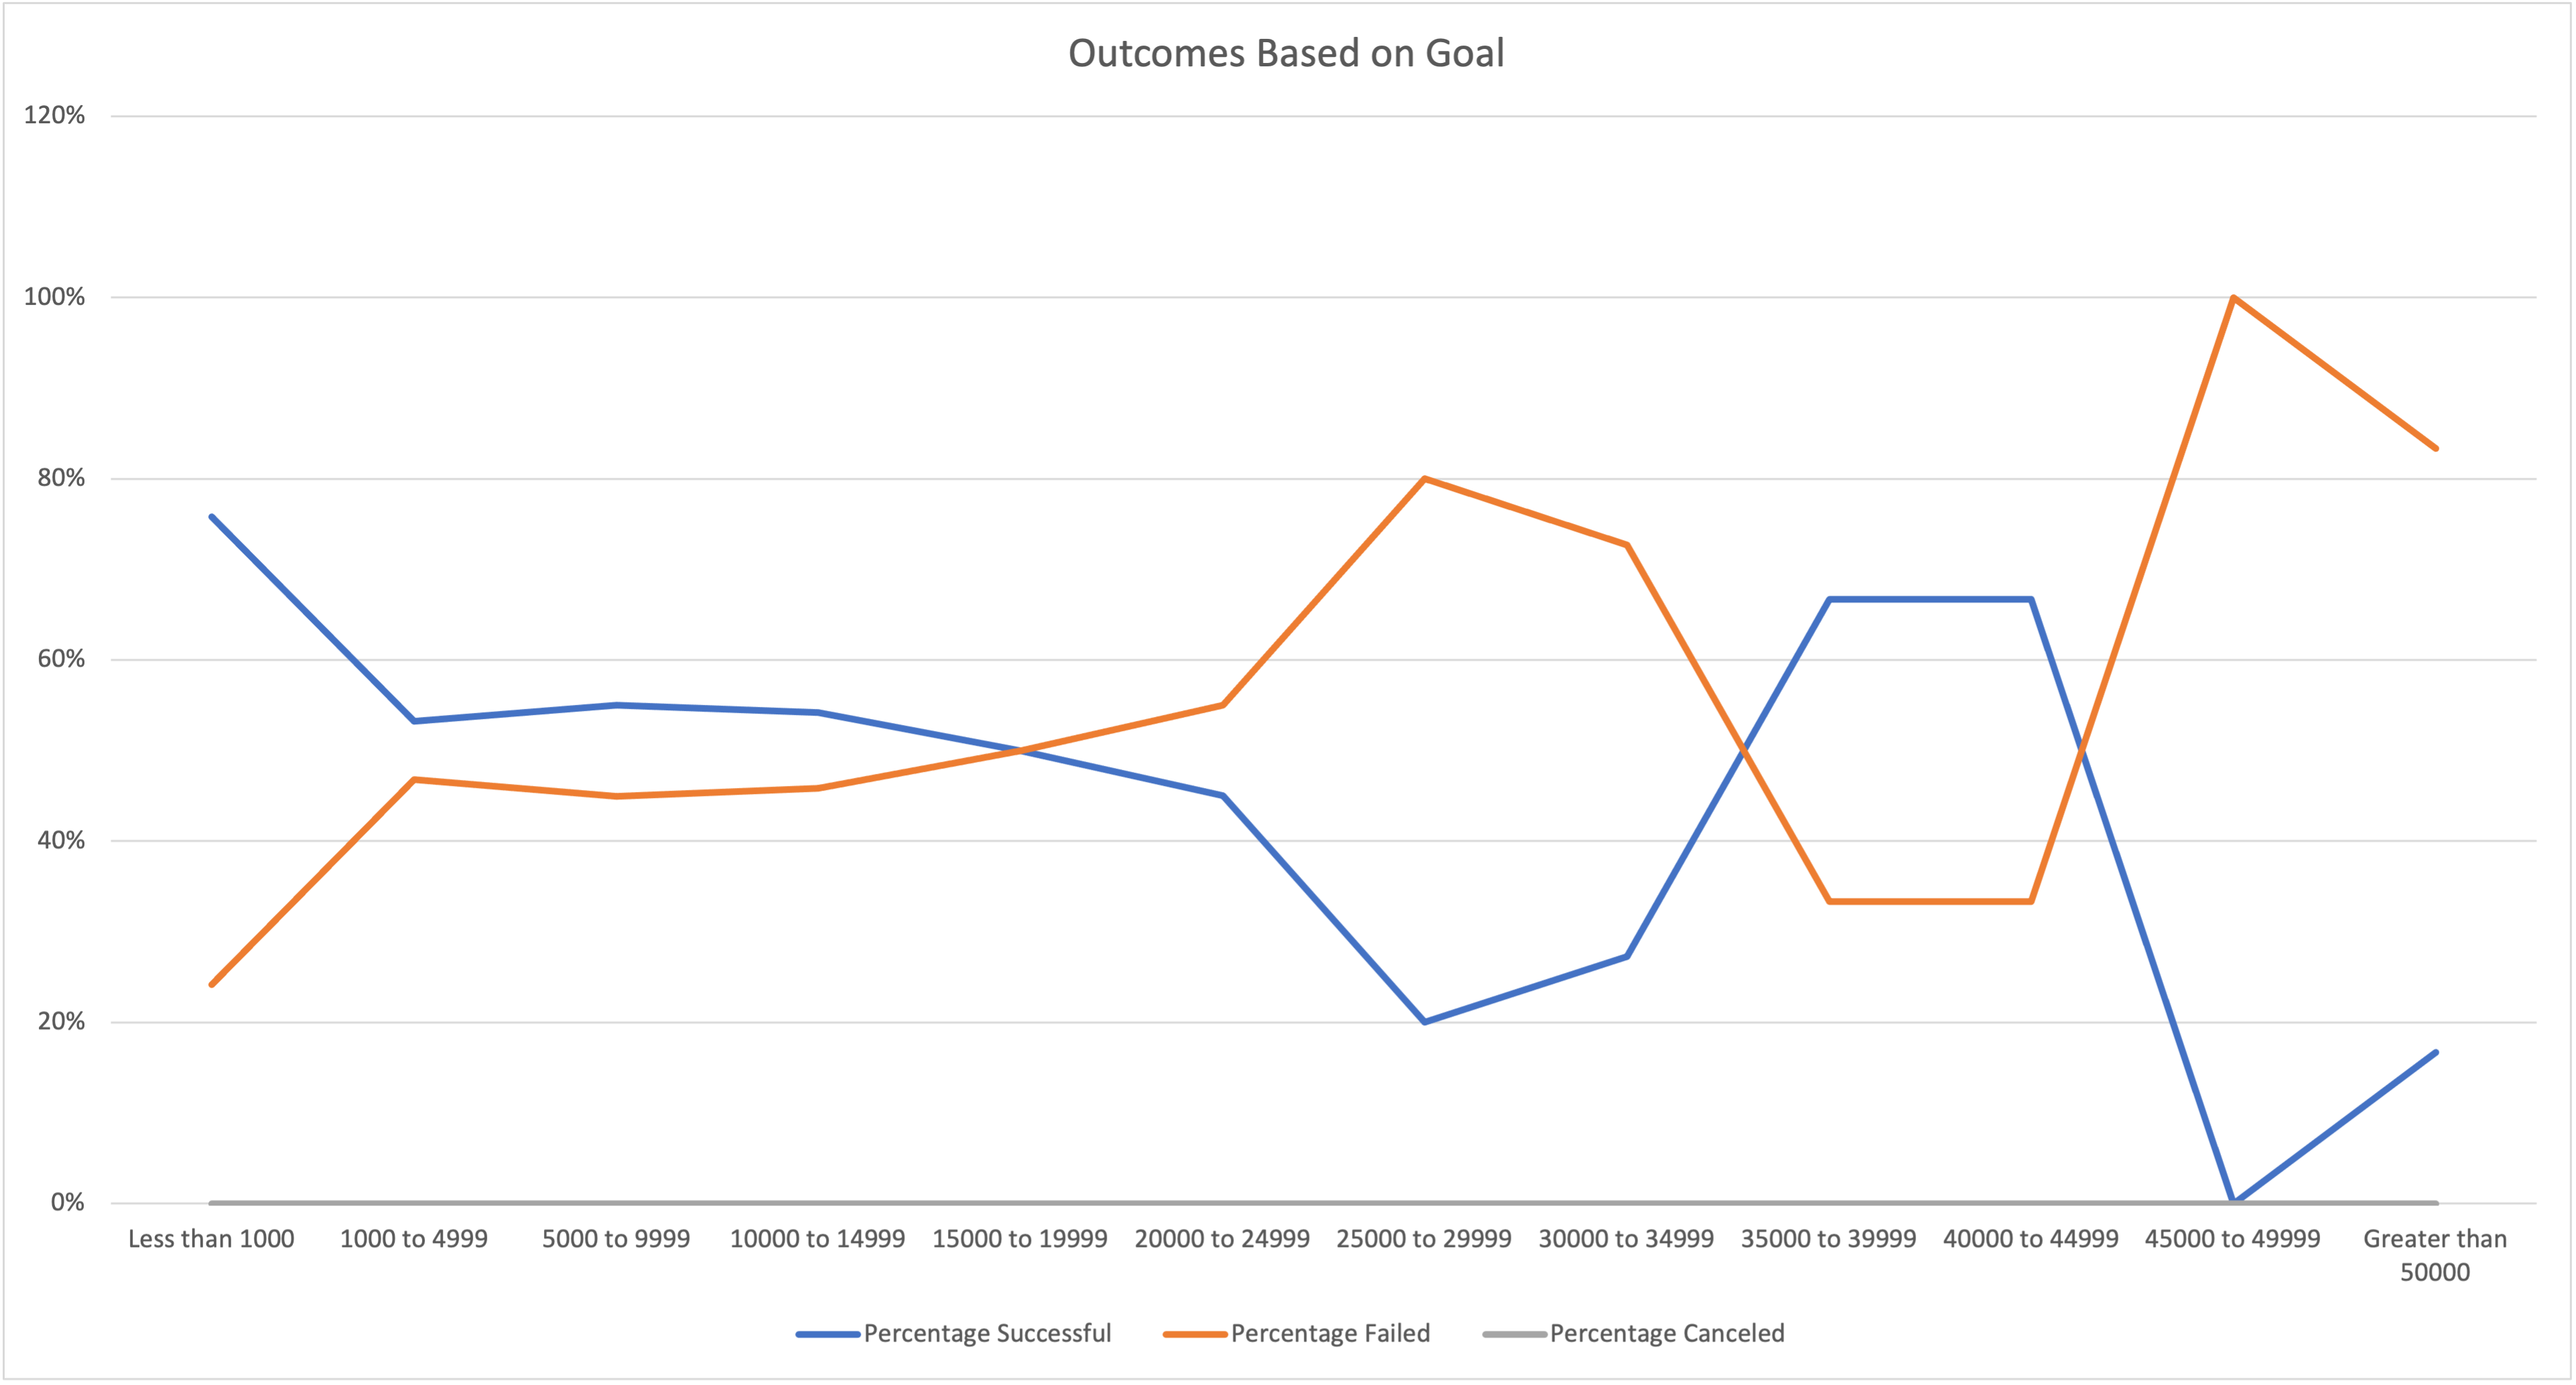 Outcomes Based on Goal
120%
100%
80%
60%
40%
20%
0%
Less than 1000
1000 to 4999
5000 to 9999
10000 to 14999
15000 to 19999
20000 to 24999
25000 to 29999
30000 to 34999
35000 to 39999
40000 to 44999
45000 to 49999
Greater than
50000
Percentage Successful
Percentage Failed
Percentage Canceled